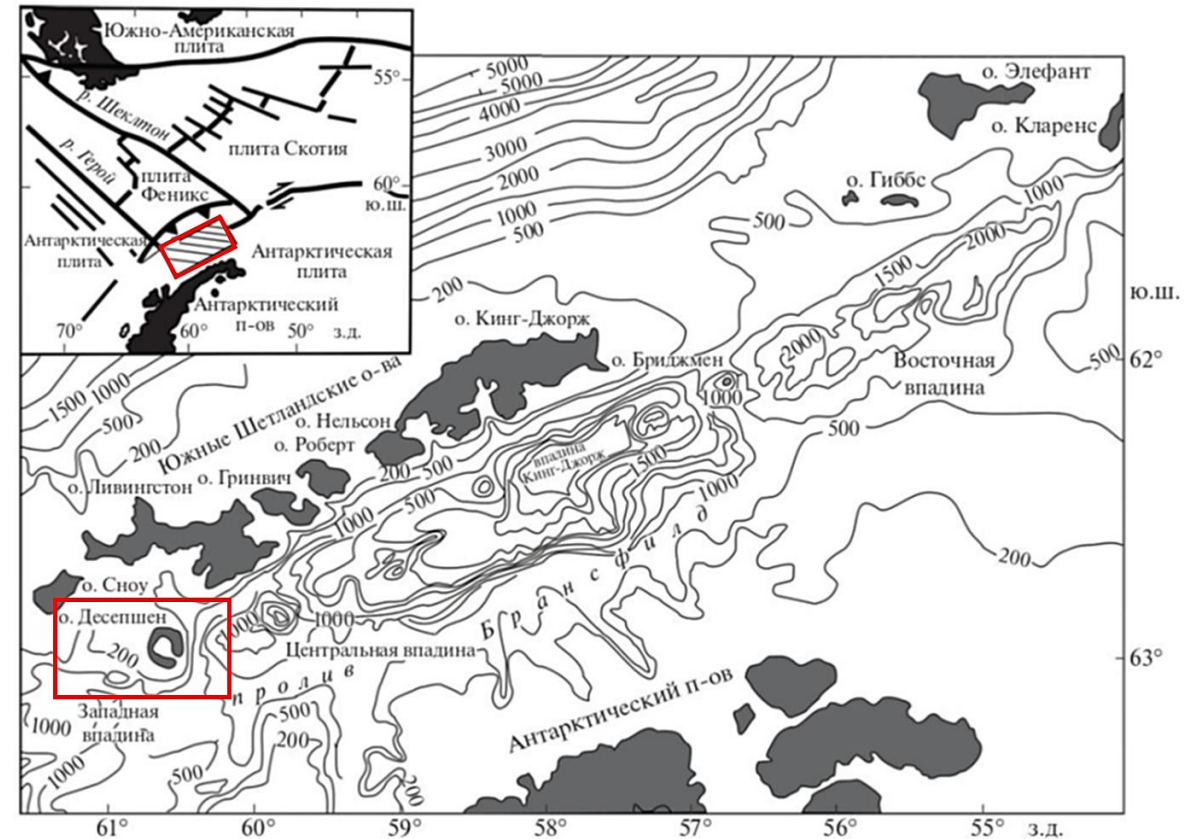 Южно-Американская
плита
55°
р. Шеклтон
р. Герой
плита Скотия
плита
Феникс
60°
ю.ш.
Антарктическая
плита
Антарктическая
плита
Антарктический
п-ов
70°
60°
50°
з.д.
5000
5000
4000
3000
2000
1000
500
о. Элефант
о. Кларенс
о. Гиббс
1000
500
2000
1500
200
ю.ш.
о. Кинг-Джорж
2000
500
62°
о. Бриджмен
Восточная
впадина
1000
1500
1000
500
200
Южные Шетландские о-ва
о. Нельсон
500
о. Роберт
впадина
Кинг-Джорж
200
500
1500
о. Гринвич
о. Ливингстон
500
1000
1000
200
о. Сноу
о. Десепшен
1000
1000
200
Центральная впадина
63°
пролив
Брансфилд
Антарктический п-ов
Западная
впадина
1000
500
200
1000
500
200
61°
60°
59°
58°
57°
56°
55°
з.д.